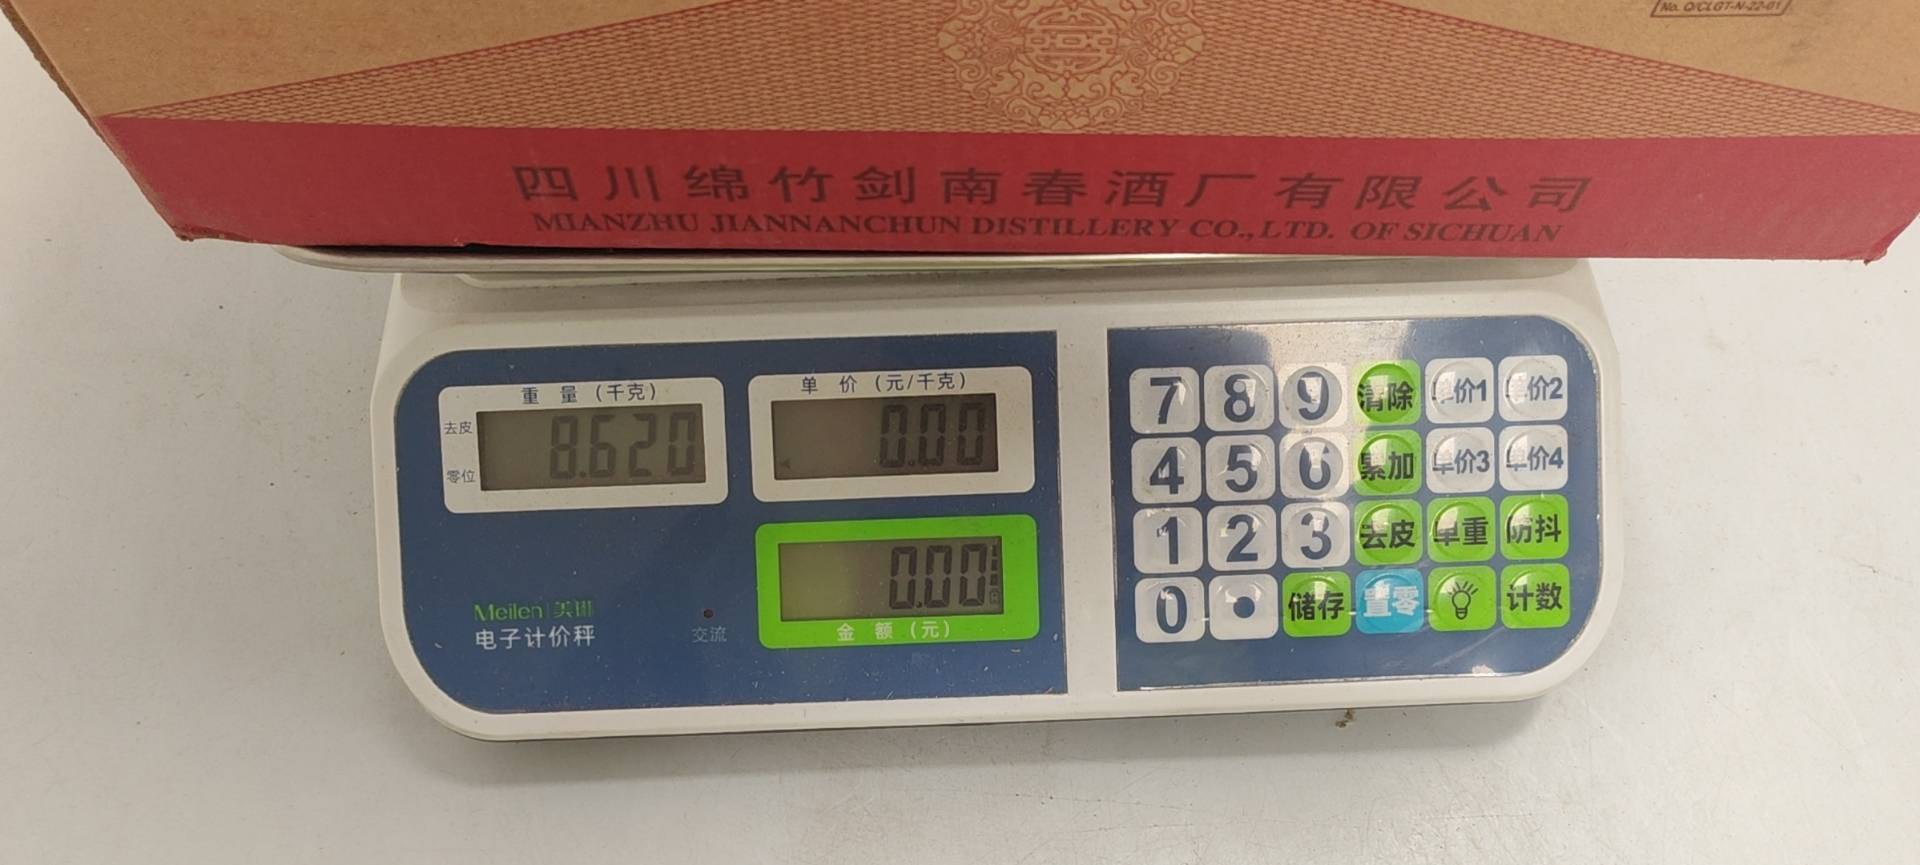 No. Q/CLGT-N-22-01
四川绵竹剑南春酒厂有限公司
MIANZHU JIANNANCHUN DISTILLERY CO.,LTD. OF SICHUAN
重 量 (千克)
去皮
零位
8.620
单 价 (元/千克)
0.00
0.00
金 额 (元)
Meilen 美琳
电子计价秤
交流
7 8 9 清除 单价1 单价2
4 5 6 累加 单价3 单价4
1 2 3 去皮 单重 防抖
0 • 储存 置零 计数